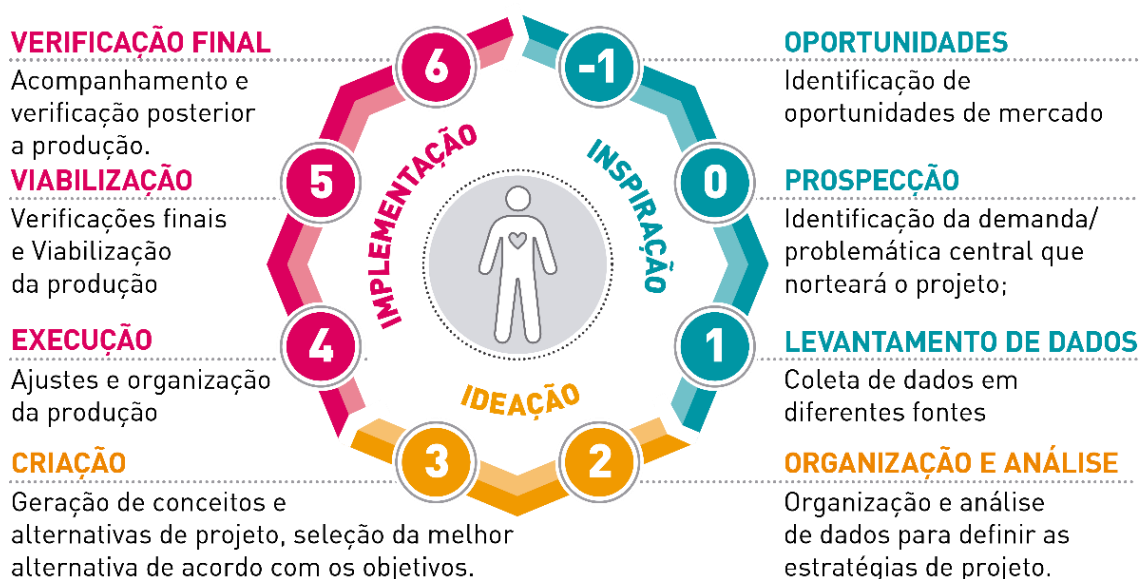 6
-1
5
0
4
1
3
2
IMPLEMENTAÇÃO
INSPIRAÇÃO
IDEAÇÃO
OPORTUNIDADES
Identificação de
oportunidades de mercado
PROSPECÇÃO
Identificação da demanda/
problemática central que
norteará o projeto;
LEVANTAMENTO DE DADOS
Coleta de dados em
diferentes fontes
ORGANIZAÇÃO E ANÁLISE
Organização e análise
de dados para definir as
estratégias de projeto.
CRIAÇÃO
Geração de conceitos e
alternativas de projeto, seleção da melhor
alternativa de acordo com os objetivos.
EXECUÇÃO
Ajustes e organização
da produção
VIABILIZAÇÃO
Verificações finais
e Viabilização
da produção
VERIFICAÇÃO FINAL
Acompanhamento e
verificação posterior
a produção.